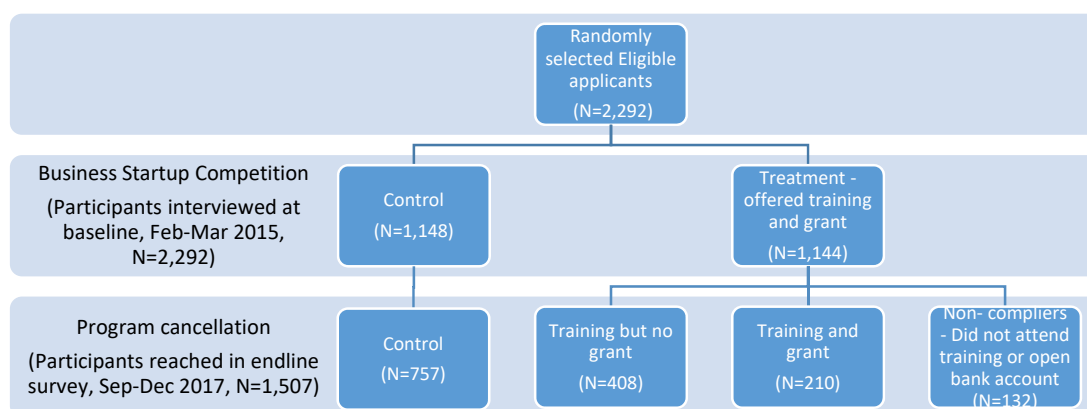 Randomly
selected Eligible
applicants
(N=2,292)
Business Startup Competition
(Participants interviewed at
baseline, Feb-Mar 2015,
N=2,292)
Control
(N=1,148)
Treatment -
offered training
and grant
(N=1,144)
Program cancellation
(Participants reached in endline
survey, Sep-Dec 2017, N=1,507)
Control
(N=757)
Training but no
grant
(N=408)
Training and
grant
(N=210)
Non- compliers
- Did not attend
training or open
bank account
(N=132)